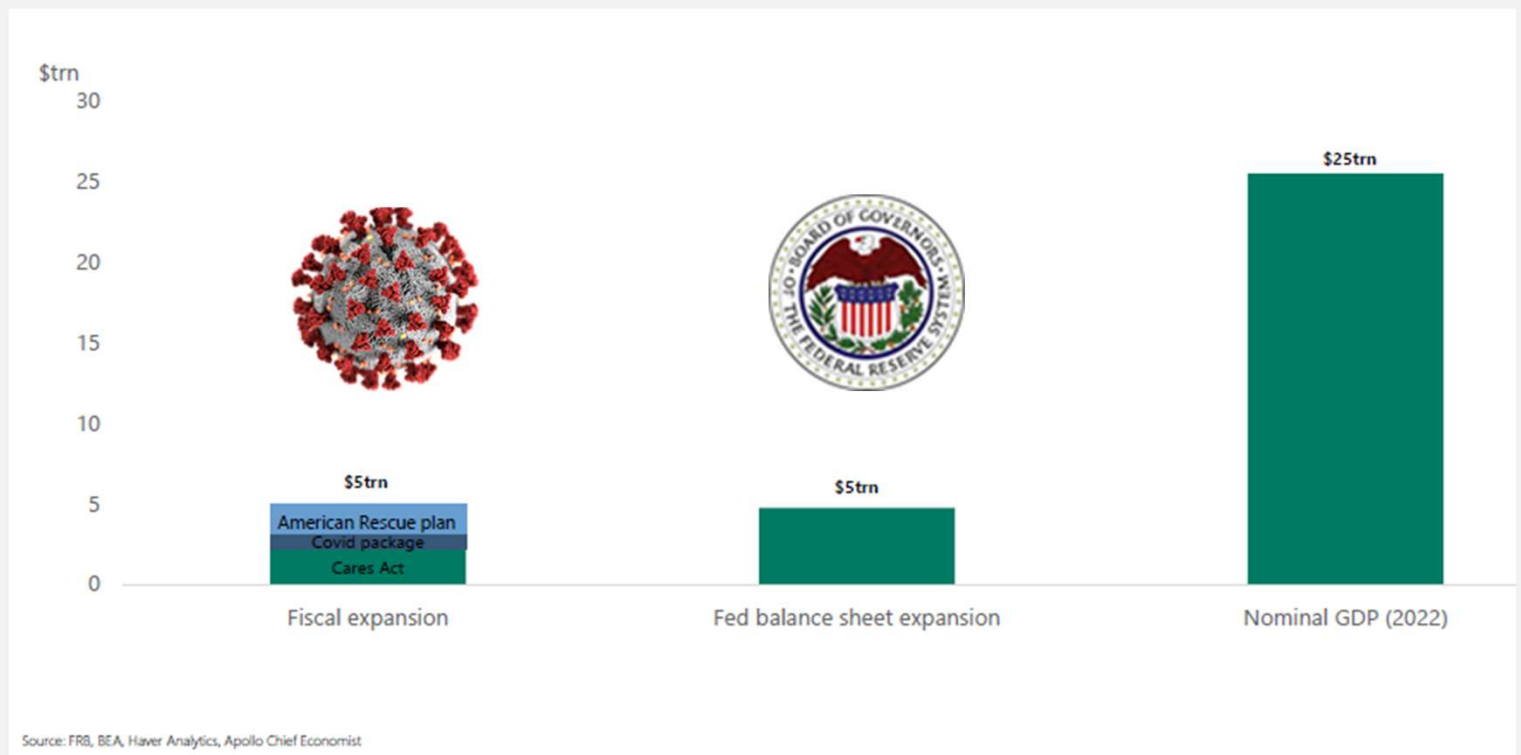 $trn
30
25
20
15
10
5
0
$5trn
American Rescue plan
Covid package
Cares Act
Fiscal expansion
BOARD OF GOVERNORS
OF THE FEDERAL RESERVE SYSTEM
$5trn
Fed balance sheet expansion
$25trn
Nominal GDP (2022)
Source: FRB, BEA, Haver Analytics, Apollo Chief Economist